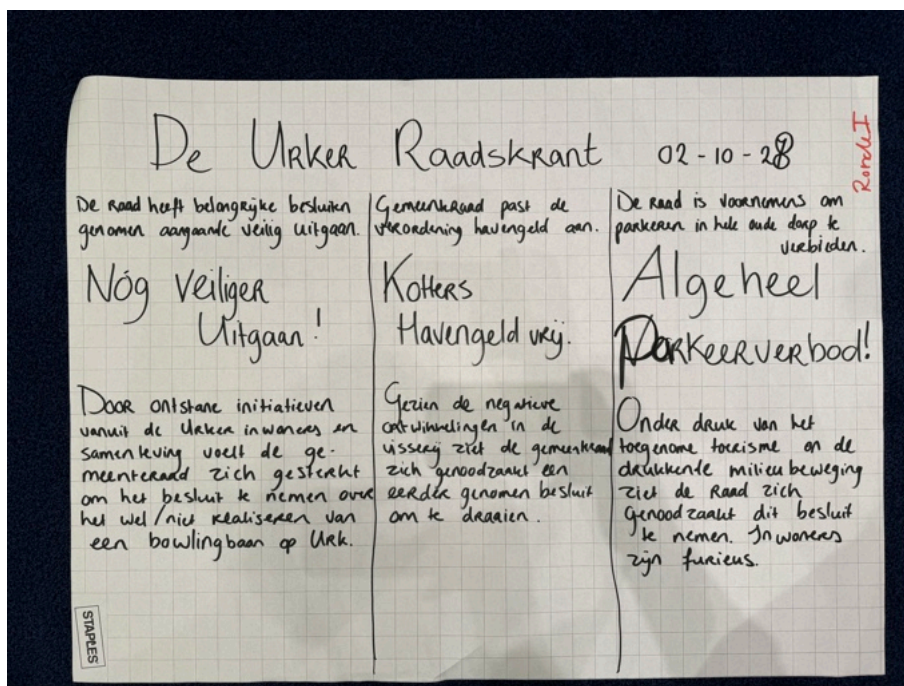 De Urker Raadskrant 02-10-28
Ronde I
De Raad heeft belangrijke besluiten
genomen aangaande veilig uitgaan.
Nóg Veiliger
Uitgaan!
Door ontstane initiatieven
vanuit de Urker inwoners en
samenleving voelt de ge-
meenteraad zich gesterkt
om het besluit te nemen over
het wel/niet realiseren van
een bowlingbaan op Urk.
Gemeenteraad past de
verordening havengeld aan.
Kotters
Havengeld vrij.
Gezien de negatieve
ontwikkelingen in de
visserij ziet de gemeenteraad
zich genoodzaakt een
eerder genomen besluit
om te draaien.
De Raad is voornemens om
parkeren in hele oude dorp te
verbieden.
Algeheel
Parkeerverbod!
Onder druk van het
toegenome toerisme en de
drukkende milieubeweging
ziet de Raad zich
genoodzaakt dit besluit
te nemen. Inwoners
zijn furieus.
STAPLES